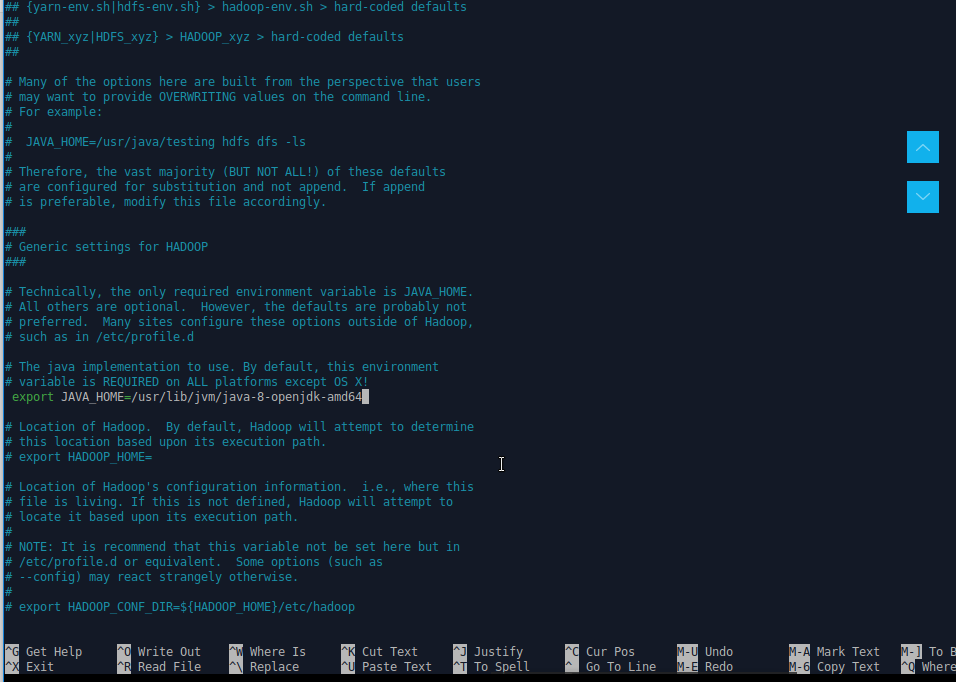 ## {yarn-env.sh|hdfs-env.sh} > hadoop-env.sh > hard-coded defaults
##
## {YARN_xyz|HDFS_xyz} > HADOOP_xyz > hard-coded defaults
##
# Many of the options here are built from the perspective that users
# may want to provide OVERWRITING values on the command line.
# For example:
#
#  JAVA_HOME=/usr/java/testing hdfs dfs -ls
#
# Therefore, the vast majority (BUT NOT ALL!) of these defaults
# are configured for substitution and not append.  If append
# is preferable, modify this file accordingly.
###
# Generic settings for HADOOP
###
# Technically, the only required environment variable is JAVA_HOME.
# All others are optional.  However, the defaults are probably not
# preferred.  Many sites configure these options outside of Hadoop,
# such as in /etc/profile.d
# The java implementation to use. By default, this environment
# variable is REQUIRED on ALL platforms except OS X!
export JAVA_HOME=/usr/lib/jvm/java-8-openjdk-amd64
# Location of Hadoop.  By default, Hadoop will attempt to determine
# this location based upon its execution path.
# export HADOOP_HOME=
# Location of Hadoop's configuration information.  i.e., where this
# file is living. If this is not defined, Hadoop will attempt to
# locate it based upon its execution path.
#
# NOTE: It is recommend that this variable not be set here but in
# /etc/profile.d or equivalent.  Some options (such as
# --config) may react strangely otherwise.
#
# export HADOOP_CONF_DIR=${HADOOP_HOME}/etc/hadoop
^G Get Help ^O Write Out ^W Where Is ^K Cut Text ^J Justify ^C Cur Pos M-U Undo M-A Mark Text M-] To B
^X Exit ^R Read File ^\ Replace ^U Paste Text ^T To Spell ^_ Go To Line M-E Redo M-6 Copy Text ^Q Where